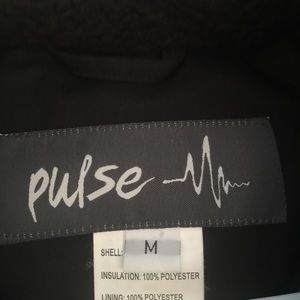 pulse
SHELL: M
INSULATION: 100% POLYESTER
LINING: 100% POLYESTER